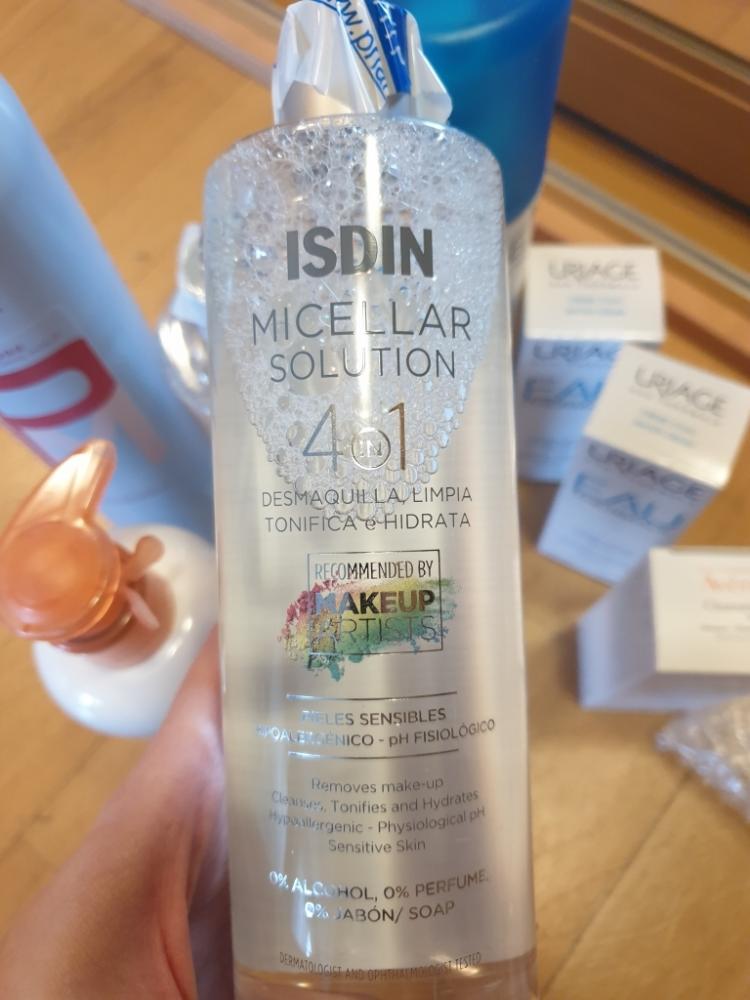 ISDIN
MICELLAR
SOLUTION
4 IN 1
DESMAQUILLA, LIMPIA
TONIFICA e HIDRATA
RECOMMENDED BY
MAKEUP
ARTISTS
PIELES SENSIBLES
HIPOALERGÉNICO - pH FISIOLÓGICO
Removes make-up
Cleanses, Tonifies and Hydrates
Hypoallergenic - Physiological pH
Sensitive Skin
0% ALCOHOL, 0% PERFUME,
0% JABÓN/ SOAP
DERMATOLOGIST AND OPHTHALMOLOGIST TESTED
URIAGE
URIAGE
EAU
URIAGE
URIAGE
EAU